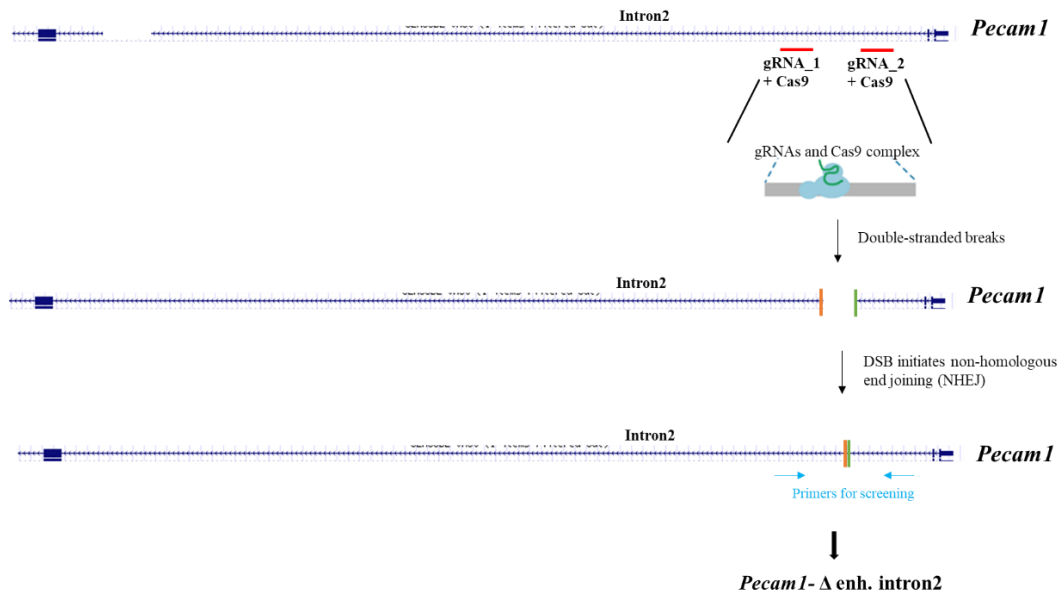 Intron2
Pecam1
gRNA_1
+ Cas9
gRNA_2
+ Cas9
gRNAs and Cas9 complex
Double-stranded breaks
Intron2
Pecam1
DSB initiates non-homologous
end joining (NHEJ)
Intron2
Pecam1
Primers for screening
Pecam1- Δ enh. intron2